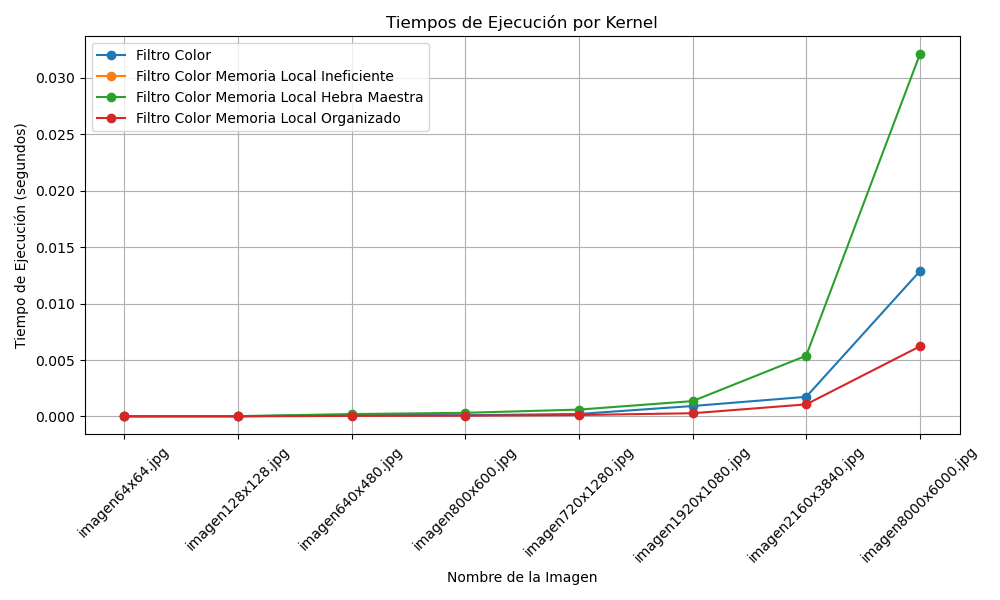 Tiempos de Ejecución por Kernel
Filtro Color
Filtro Color Memoria Local Ineficiente
Filtro Color Memoria Local Hebra Maestra
Filtro Color Memoria Local Organizado
Tiempo de Ejecución (segundos)
0.030
0.025
0.020
0.015
0.010
0.005
0.000
imagen64x64.jpg
imagen128x128.jpg
imagen640x480.jpg
imagen800x600.jpg
imagen720x1280.jpg
imagen1920x1080.jpg
imagen2160x3840.jpg
imagen8000x6000.jpg
Nombre de la Imagen